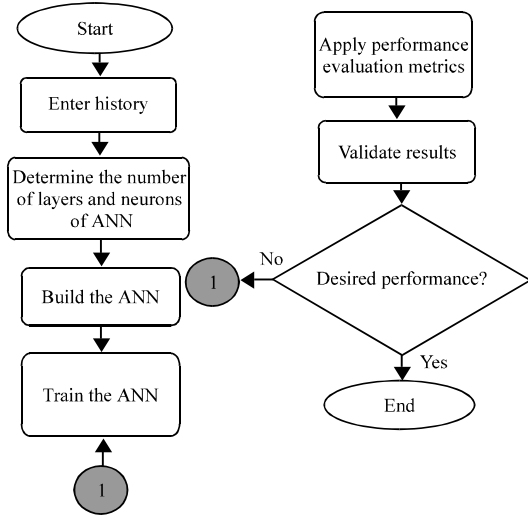 Start
Enter history
Determine the number
of layers and neurons
of ANN
Build the ANN
Train the ANN
1
Apply performance
evaluation metrics
Validate results
Desired performance?
No
1
Yes
End